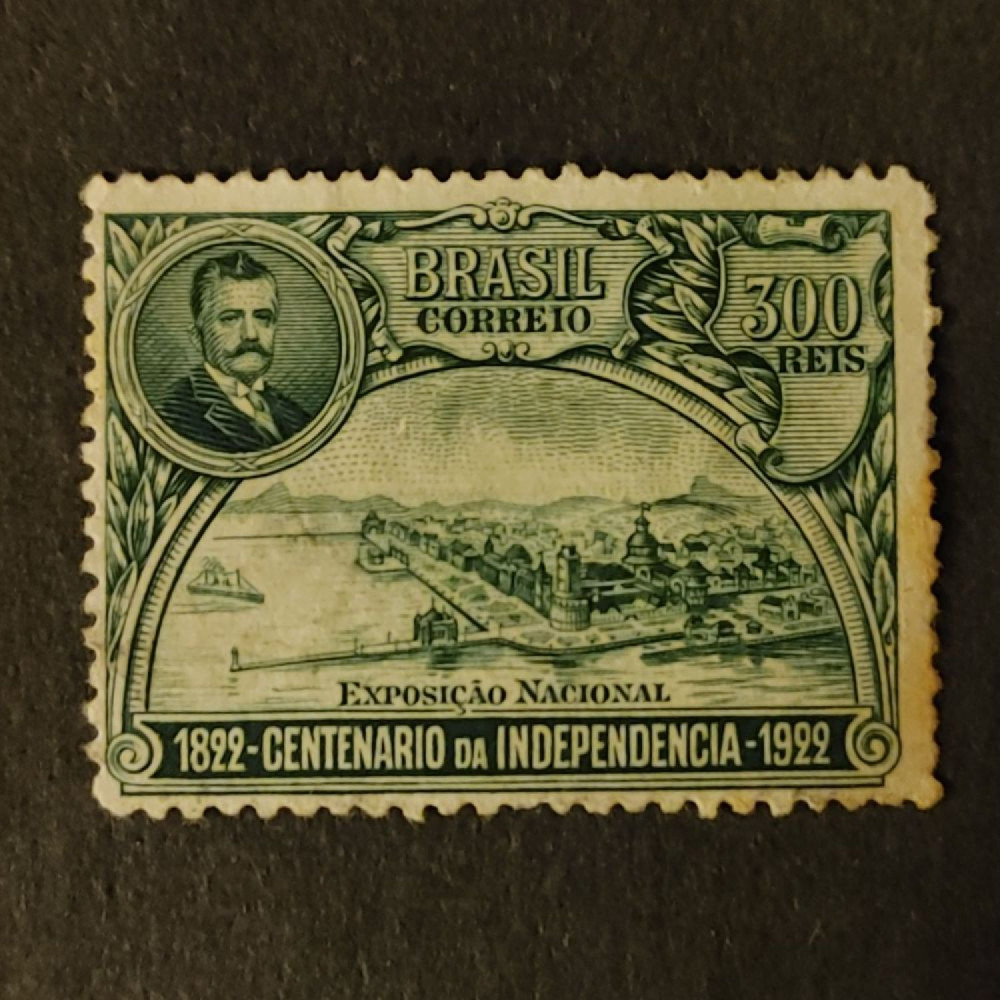 BRASIL
CORREIO
300
REIS
EXPOSIÇÃO NACIONAL
1822-CENTENARIO DA INDEPENDENCIA-1922